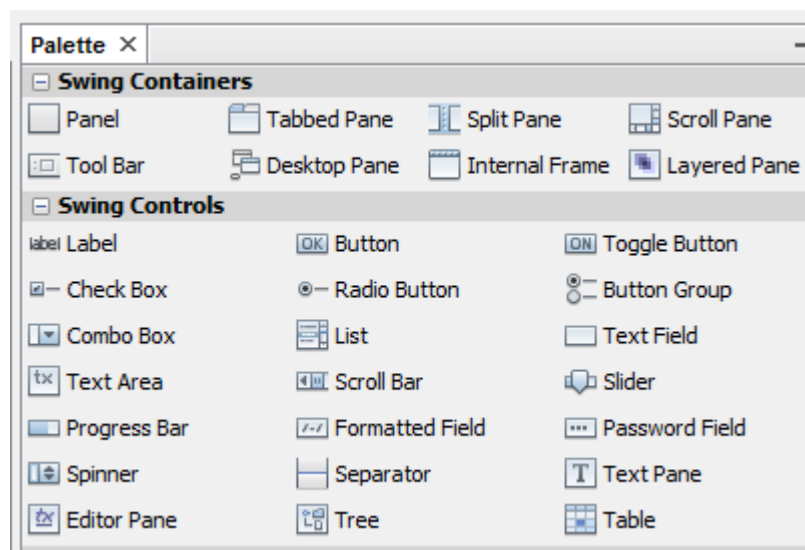 Palette
Swing Containers
Panel Tabbed Pane Split Pane Scroll Pane
Tool Bar Desktop Pane Internal Frame Layered Pane
Swing Controls
label Label OK Button ON Toggle Button
Check Box Radio Button Button Group
Combo Box List Text Field
tx Text Area Scroll Bar Slider
Progress Bar Formatted Field Password Field
Spinner Separator T Text Pane
tx Editor Pane Tree Table